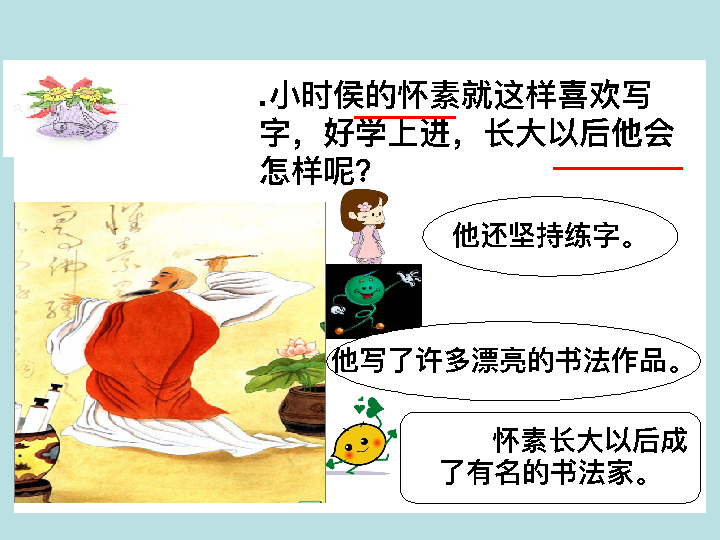 .小时侯的怀素就这样喜欢写
字，好学上进，长大以后他会
怎样呢?
他还坚持练字。
他写了许多漂亮的书法作品。
怀素长大以后成
了有名的书法家。